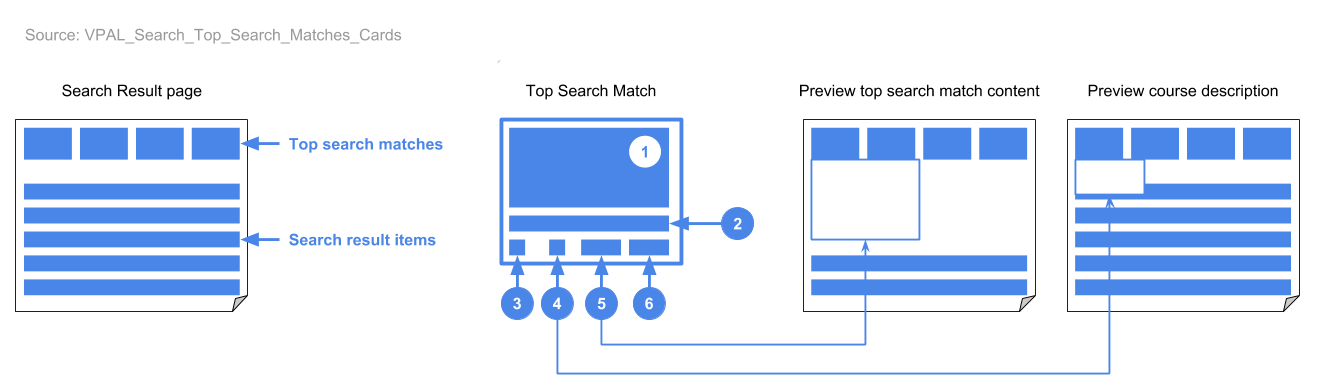 Source: VPAL_Search_Top_Search_Matches_Cards
Search Result page
Top Search Match
Preview top search match content
Preview course description
Top search matches
Search result items
1
2
3
4
5
6